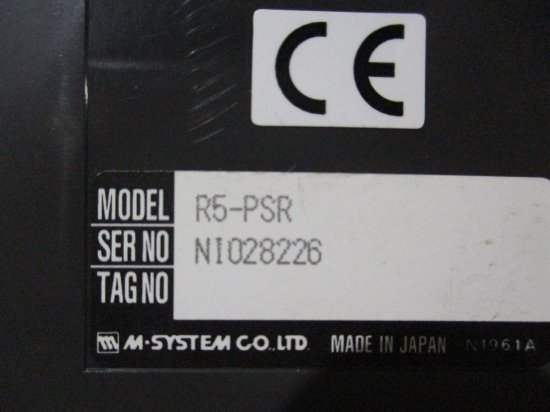 CE
MODEL R5-PSR
SER NO NI028226
TAG NO
M-SYSTEM CO.,LTD. MADE IN JAPAN N1961A